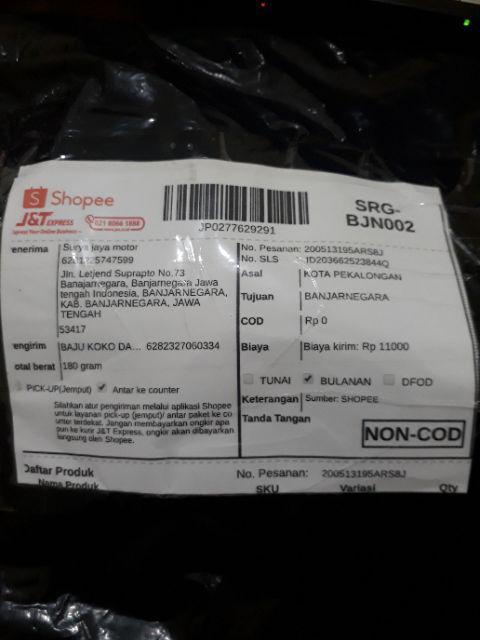 Shopee
J&T EXPRESS
Express Your Online Business
021 8066 1888
www.jet.co.id
JP0277629291
SRG-
BJN002
enerima Surya jaya motor
6281325747599
Jln. Letjend Suprapto No.73
Banajarnegara, Banjarnegara Jawa
tengah Indonesia, BANJARNEGARA,
KAB. BANJARNEGARA, JAWA
TENGAH
53417
engirim BAJU KOKO DA... 6282327060334
otal berat 180 gram
PICK-UP(Jemput) Antar ke counter
Silahkan atur pengiriman melalui aplikasi Shopee
untuk layanan pick-up (jemput)/ antar paket ke co
unter terdekat. Jangan membayarkan ongkir apa
pun ke kurir J&T Express, ongkir akan dibayarkan
langsung oleh Shopee.
No. Pesanan: 200513195ARS8J
No. SLS ID203662523844Q
Asal KOTA PEKALONGAN
Tujuan BANJARNEGARA
COD Rp 0
Biaya Biaya kirim: Rp 11000
TUNAI BULANAN DFOD
Keterangan Sumber: SHOPEE
Tanda Tangan
NON-COD
Daftar Produk No. Pesanan: 200513195ARS8J
Nama Produk SKU Variasi Qty